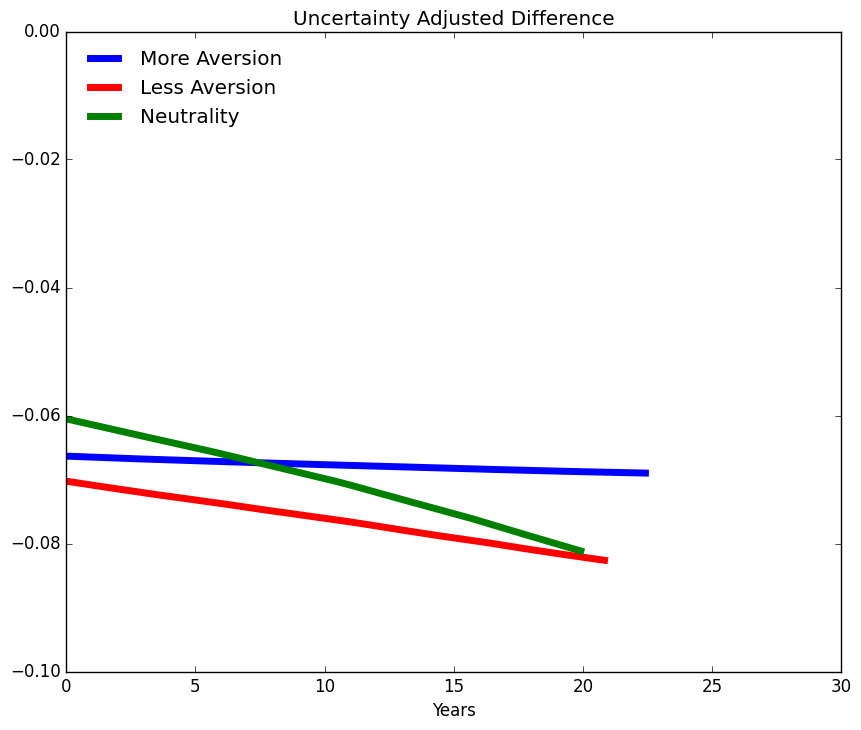 Uncertainty Adjusted Difference
0.00
−0.02
−0.04
−0.06
−0.08
−0.10
More Aversion
Less Aversion
Neutrality
0 5 10 15 20 25 30
Years